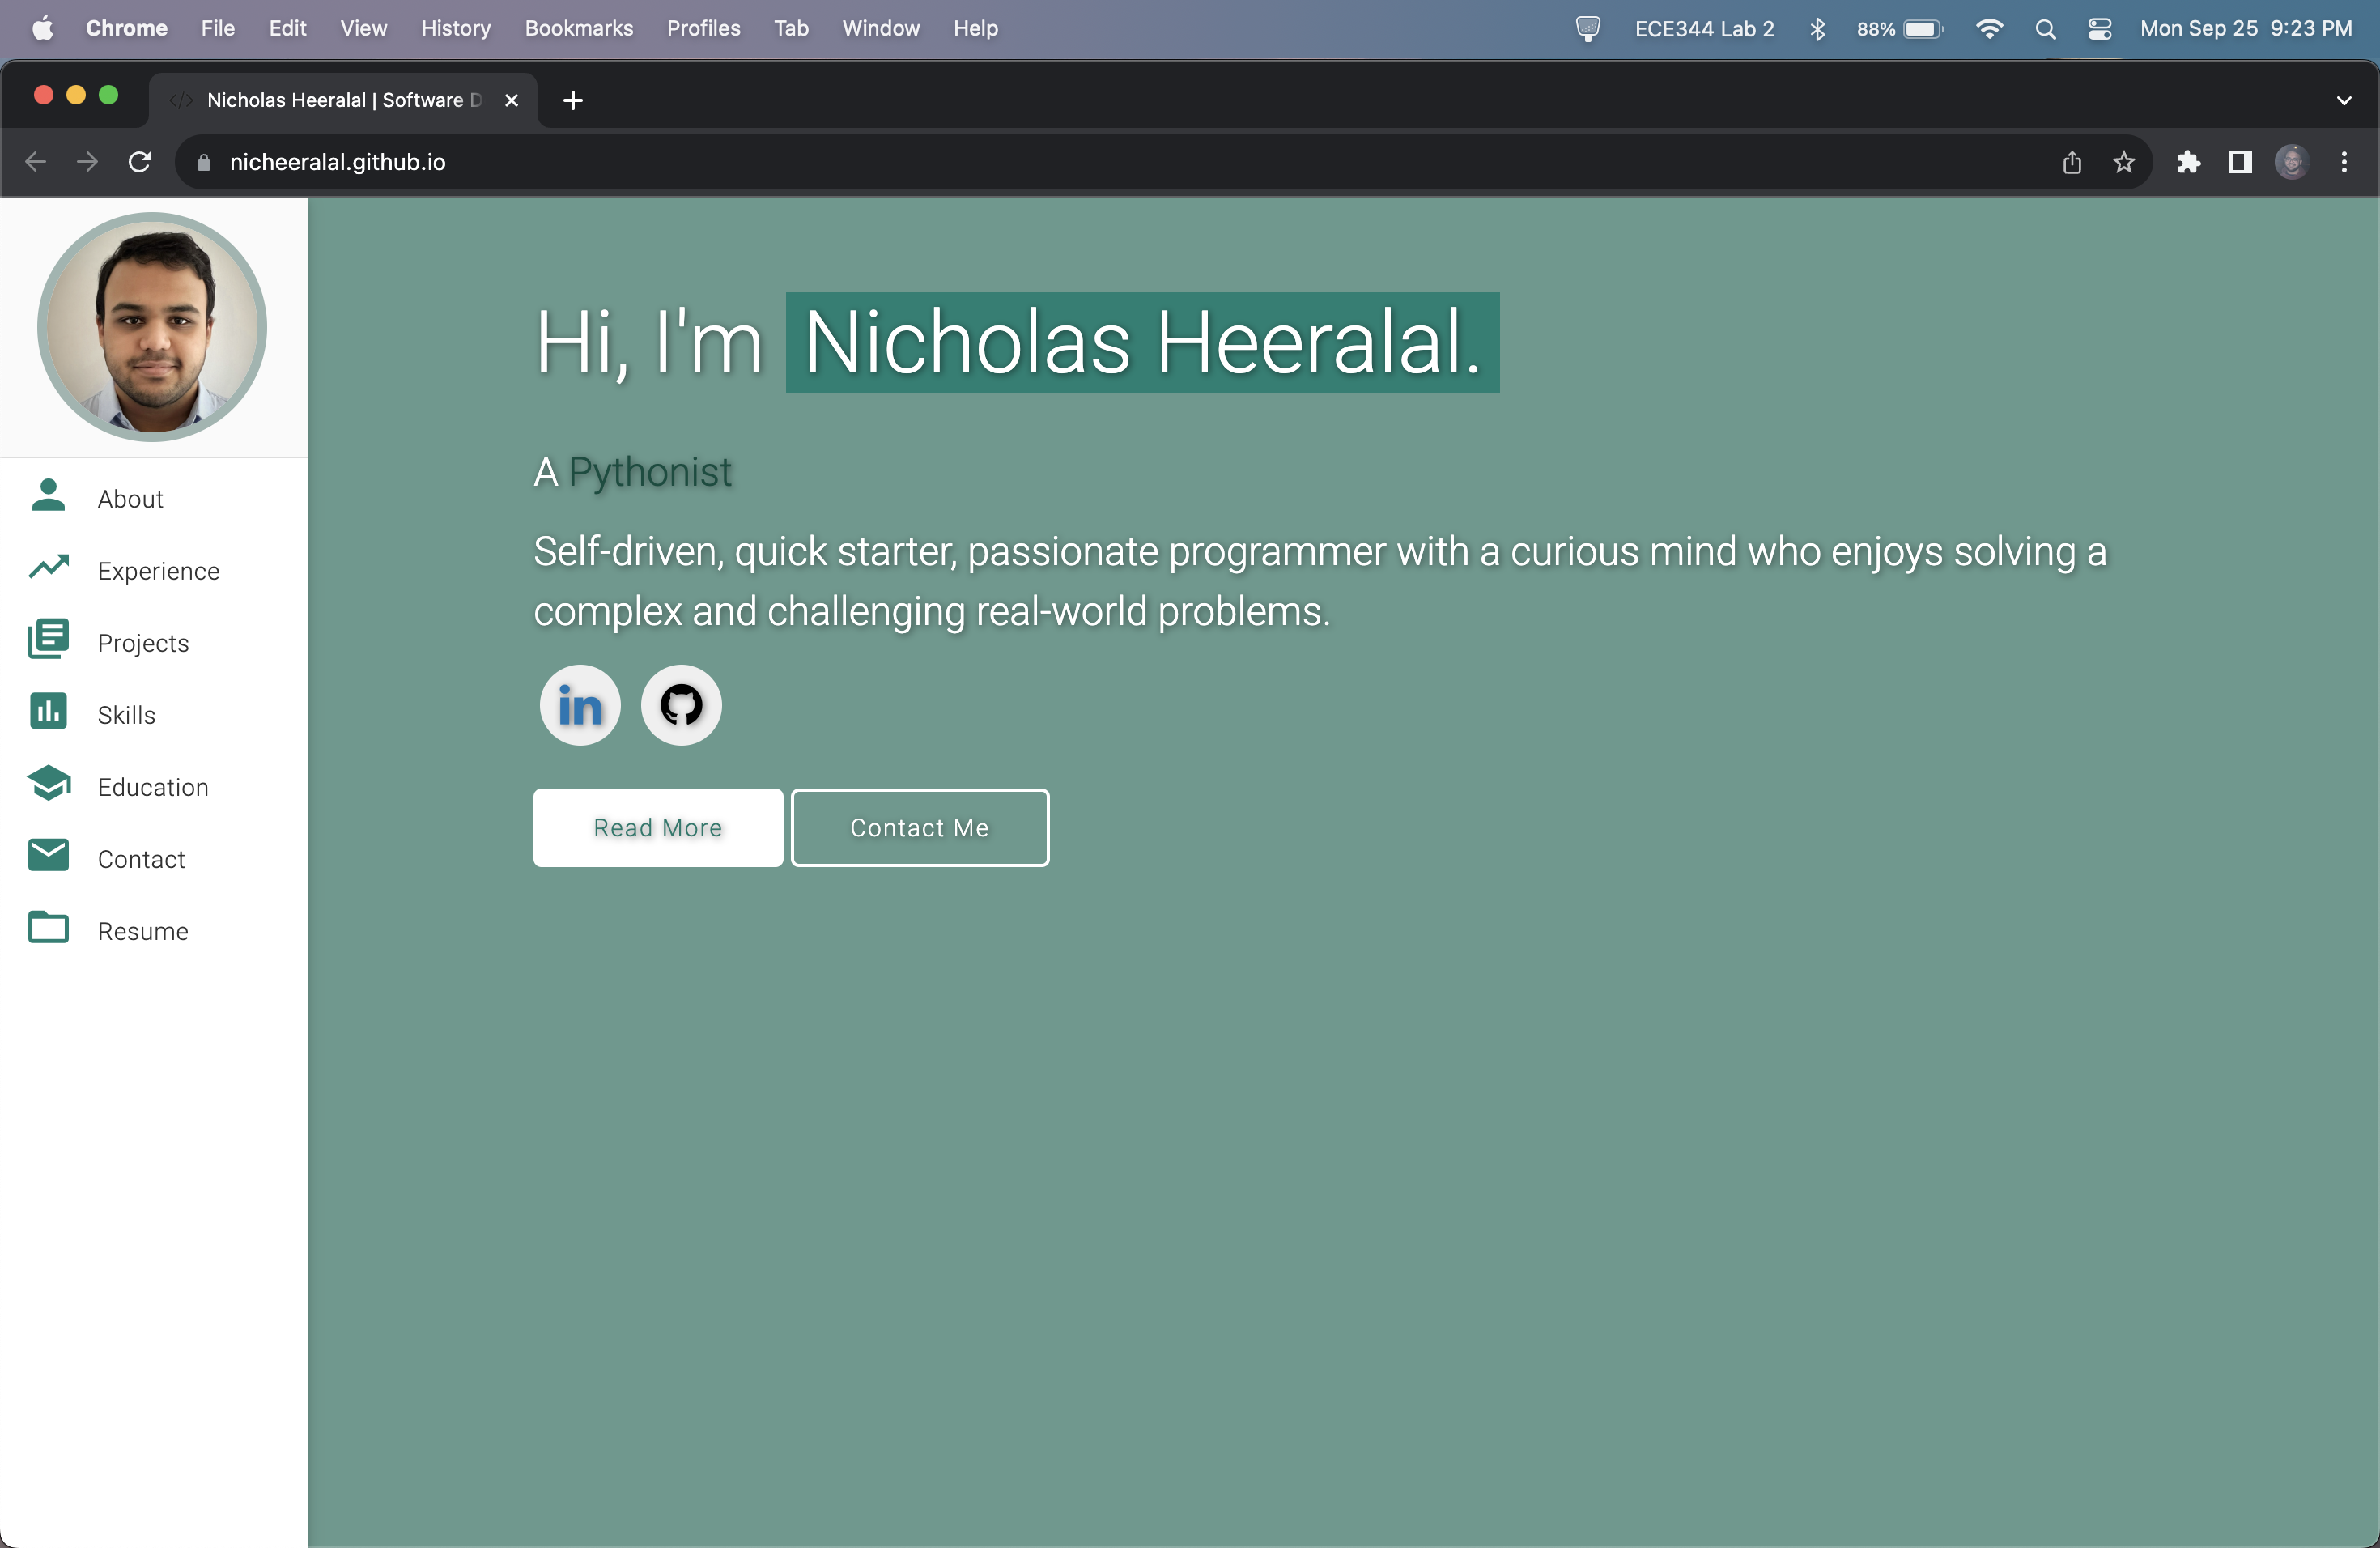 Chrome File Edit View History Bookmarks Profiles Tab Window Help ECE344 Lab 2 88% Mon Sep 25 9:23 PM
Nicholas Heeralal | Software D
nicheeralal.github.io
Hi, I'm Nicholas Heeralal.
A Pythonist
Self-driven, quick starter, passionate programmer with a curious mind who enjoys solving a
complex and challenging real-world problems.
in
Read More Contact Me
About
Experience
Projects
Skills
Education
Contact
Resume